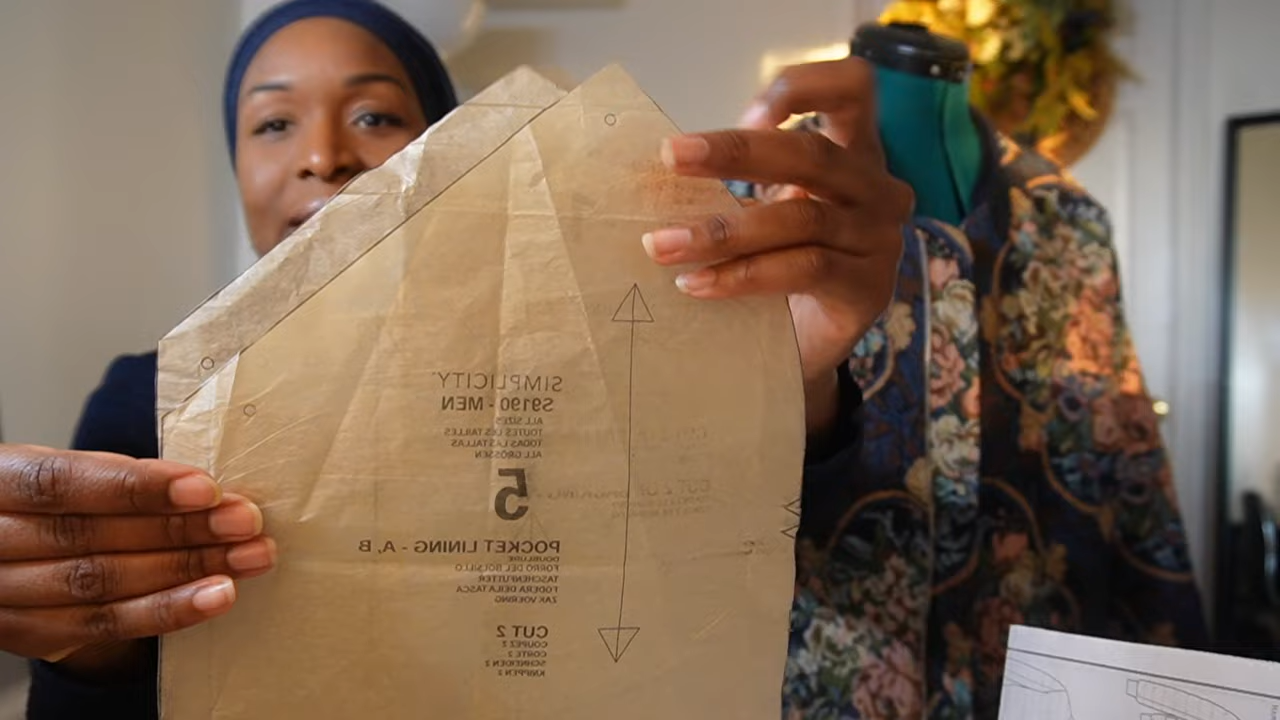 SIMPLICITY
S9190 - MEN
ALL SIZES
TOUTES LES TAILLES
TODAS LAS TALLAS
ALL GRÖSSEN
5
POCKET LINING - A, B
DOUBLURE
FORRO DEL BOLSILLO
TASCHENFUTTER
FODERA DELLA TASCA
ZAK VOERING
CUT 2
COUPEZ 2
CORTE 2
SCHNEIDEN 2
KNIPPEN 2